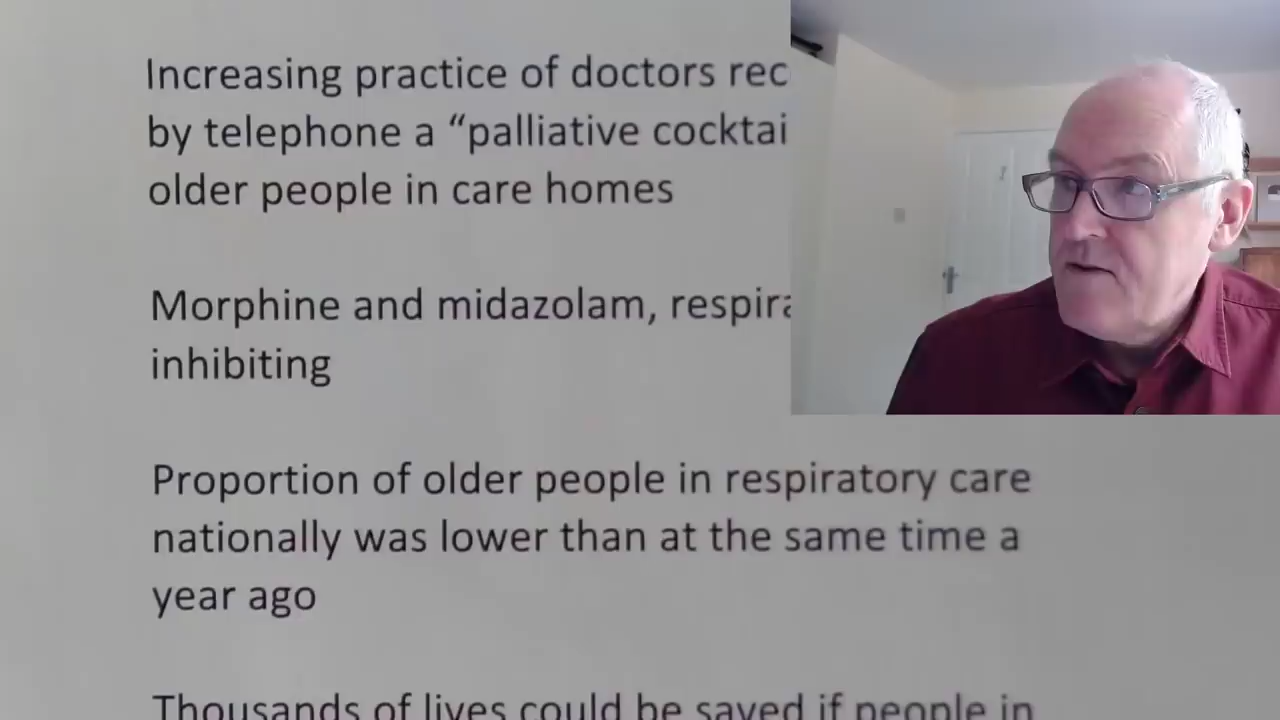 Increasing practice of doctors rec
by telephone a “palliative cocktai
older people in care homes
Morphine and midazolam, respira
inhibiting
Proportion of older people in respiratory care
nationally was lower than at the same time a
year ago
Thousands of lives could be saved if people in